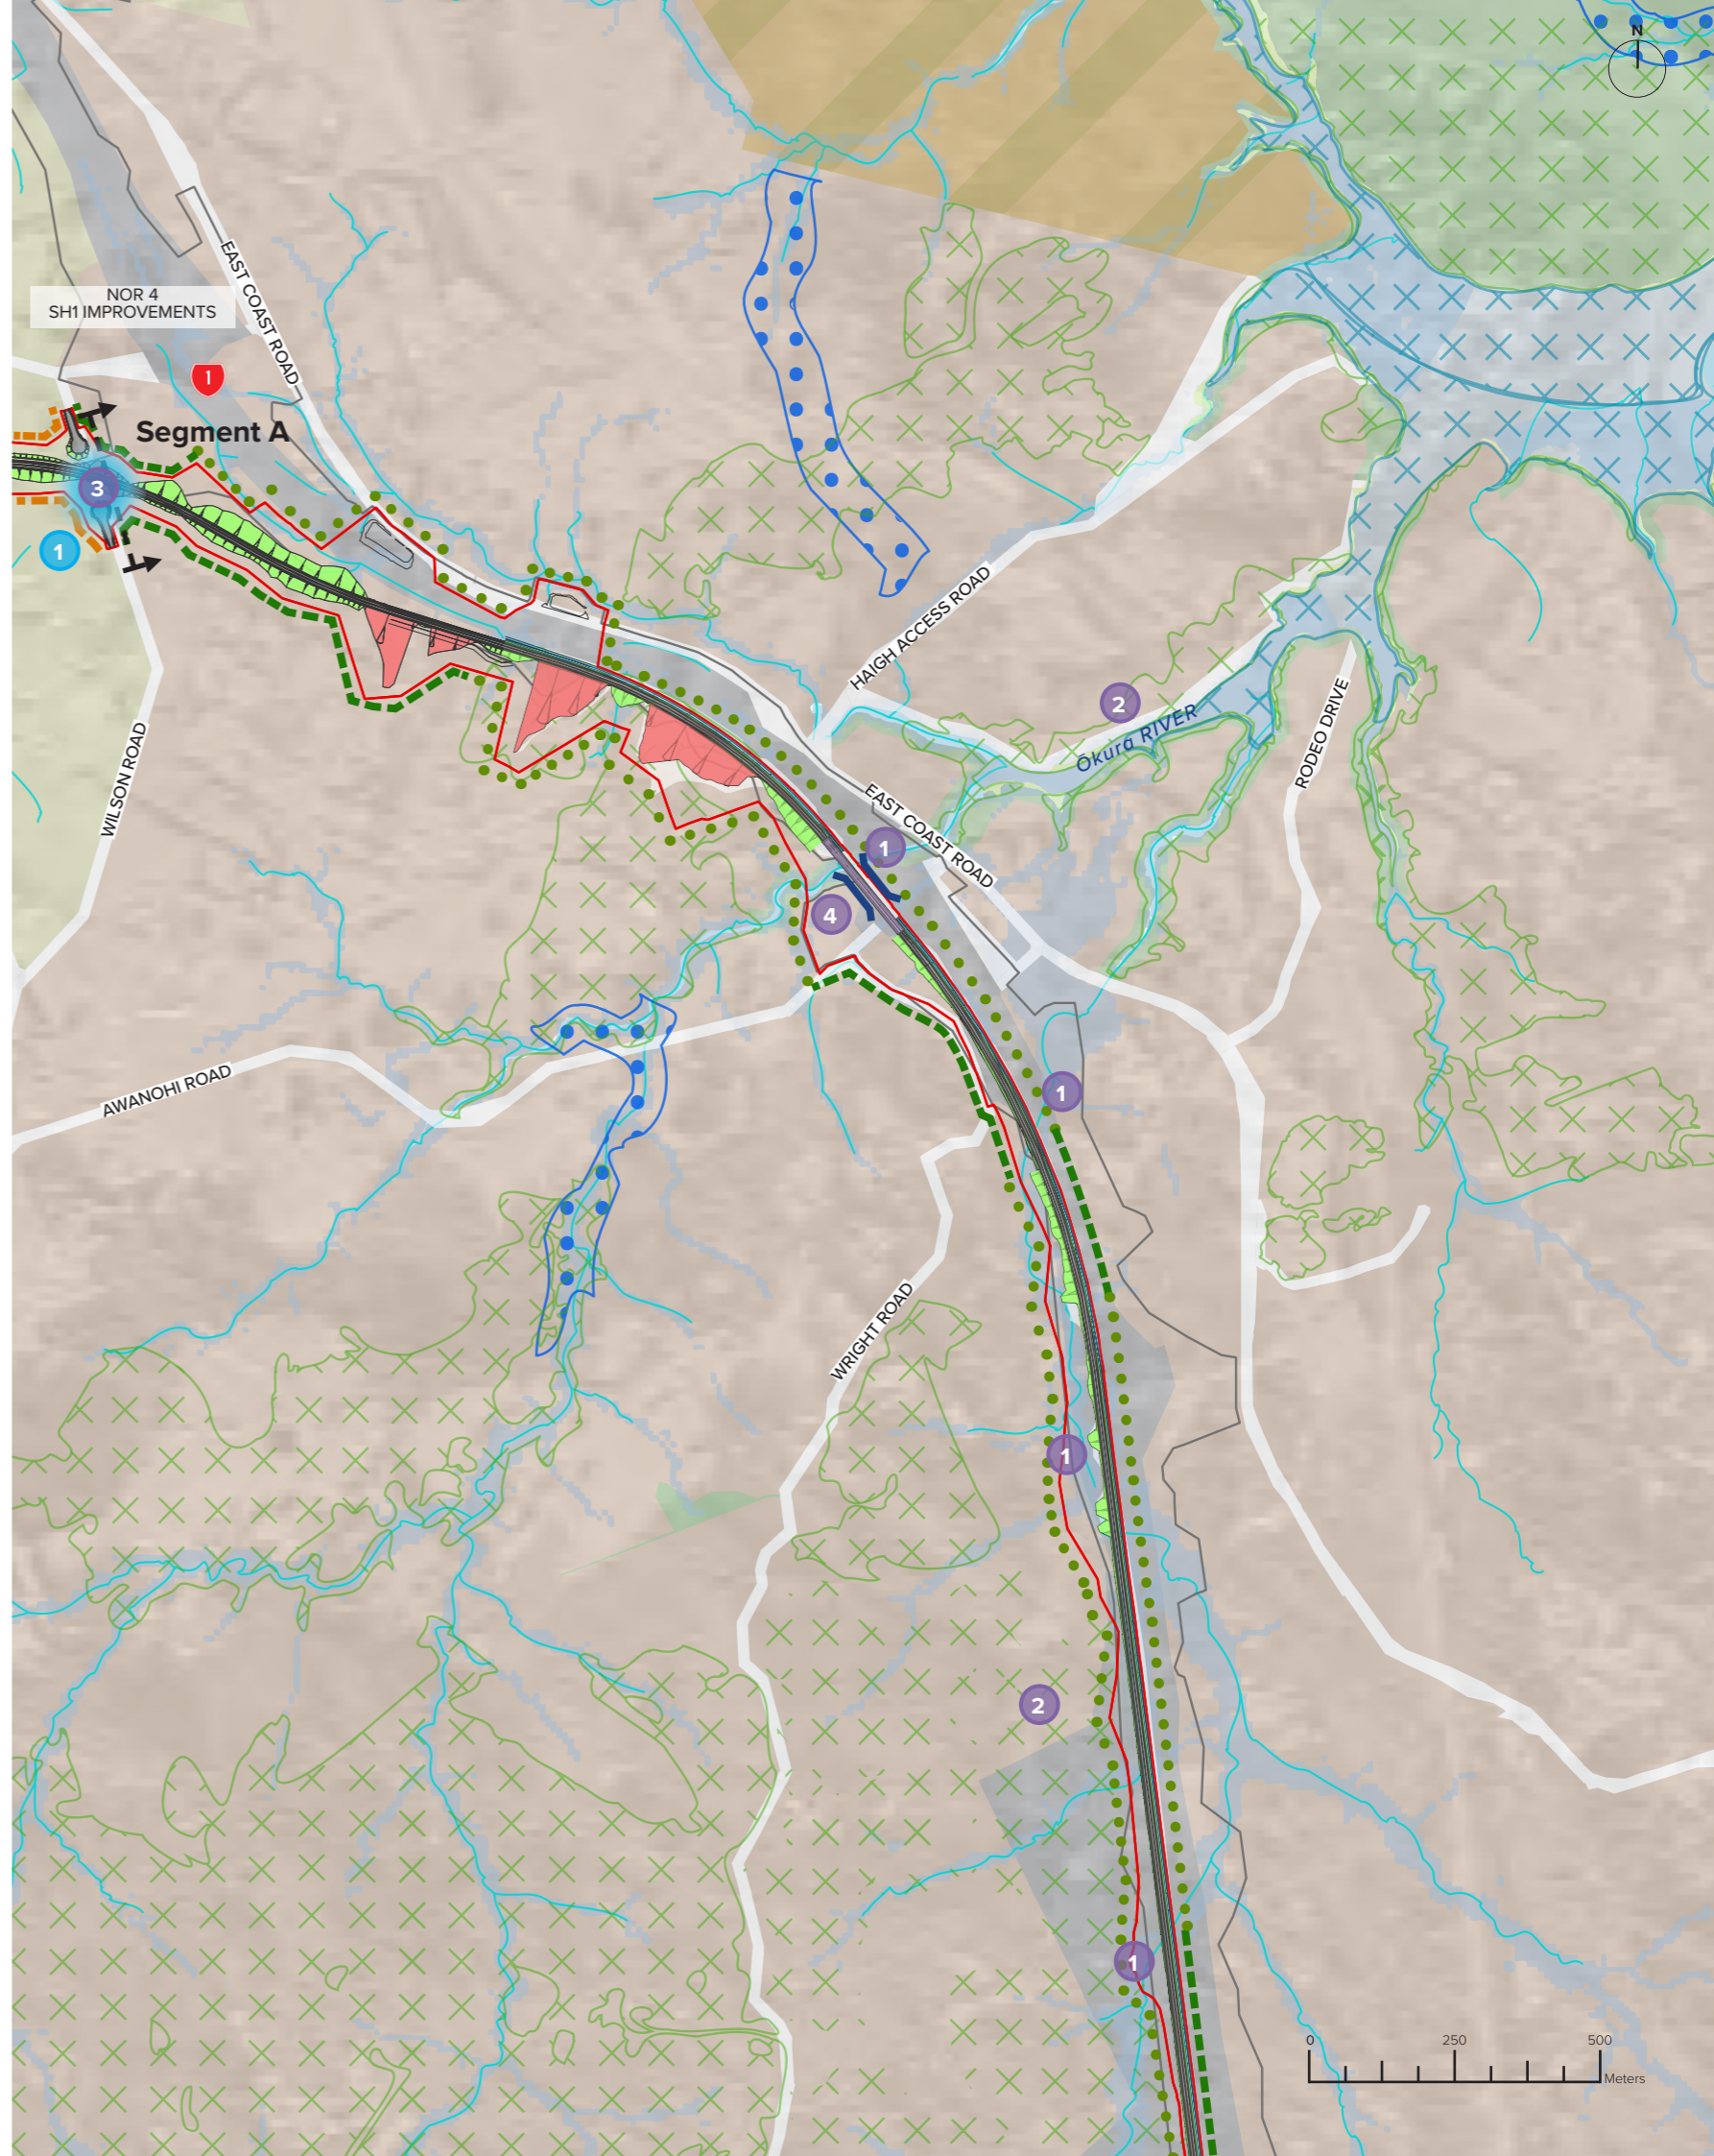 N
EAST COAST ROAD
NOR 4
SH1 IMPROVEMENTS
1
Segment A
3
1
HAIGH ACCESS ROAD
2
Ōkura RIVER
RODEO DRIVE
WILSON ROAD
EAST COAST ROAD
1
4
AWANOHI ROAD
1
WRIGHT ROAD
1
2
1
0 250 500
Meters